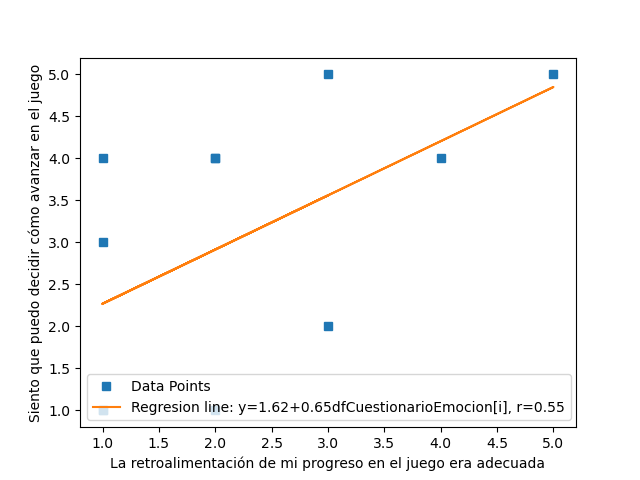 5.0
4.5
4.0
3.5
3.0
2.5
2.0
1.5
1.0
Siento que puedo decidir cómo avanzar en el juego
Data Points
Regresion line: y=1.62+0.65dfCuestionarioEmocion[i], r=0.55
1.0 1.5 2.0 2.5 3.0 3.5 4.0 4.5 5.0
La retroalimentación de mi progreso en el juego era adecuada